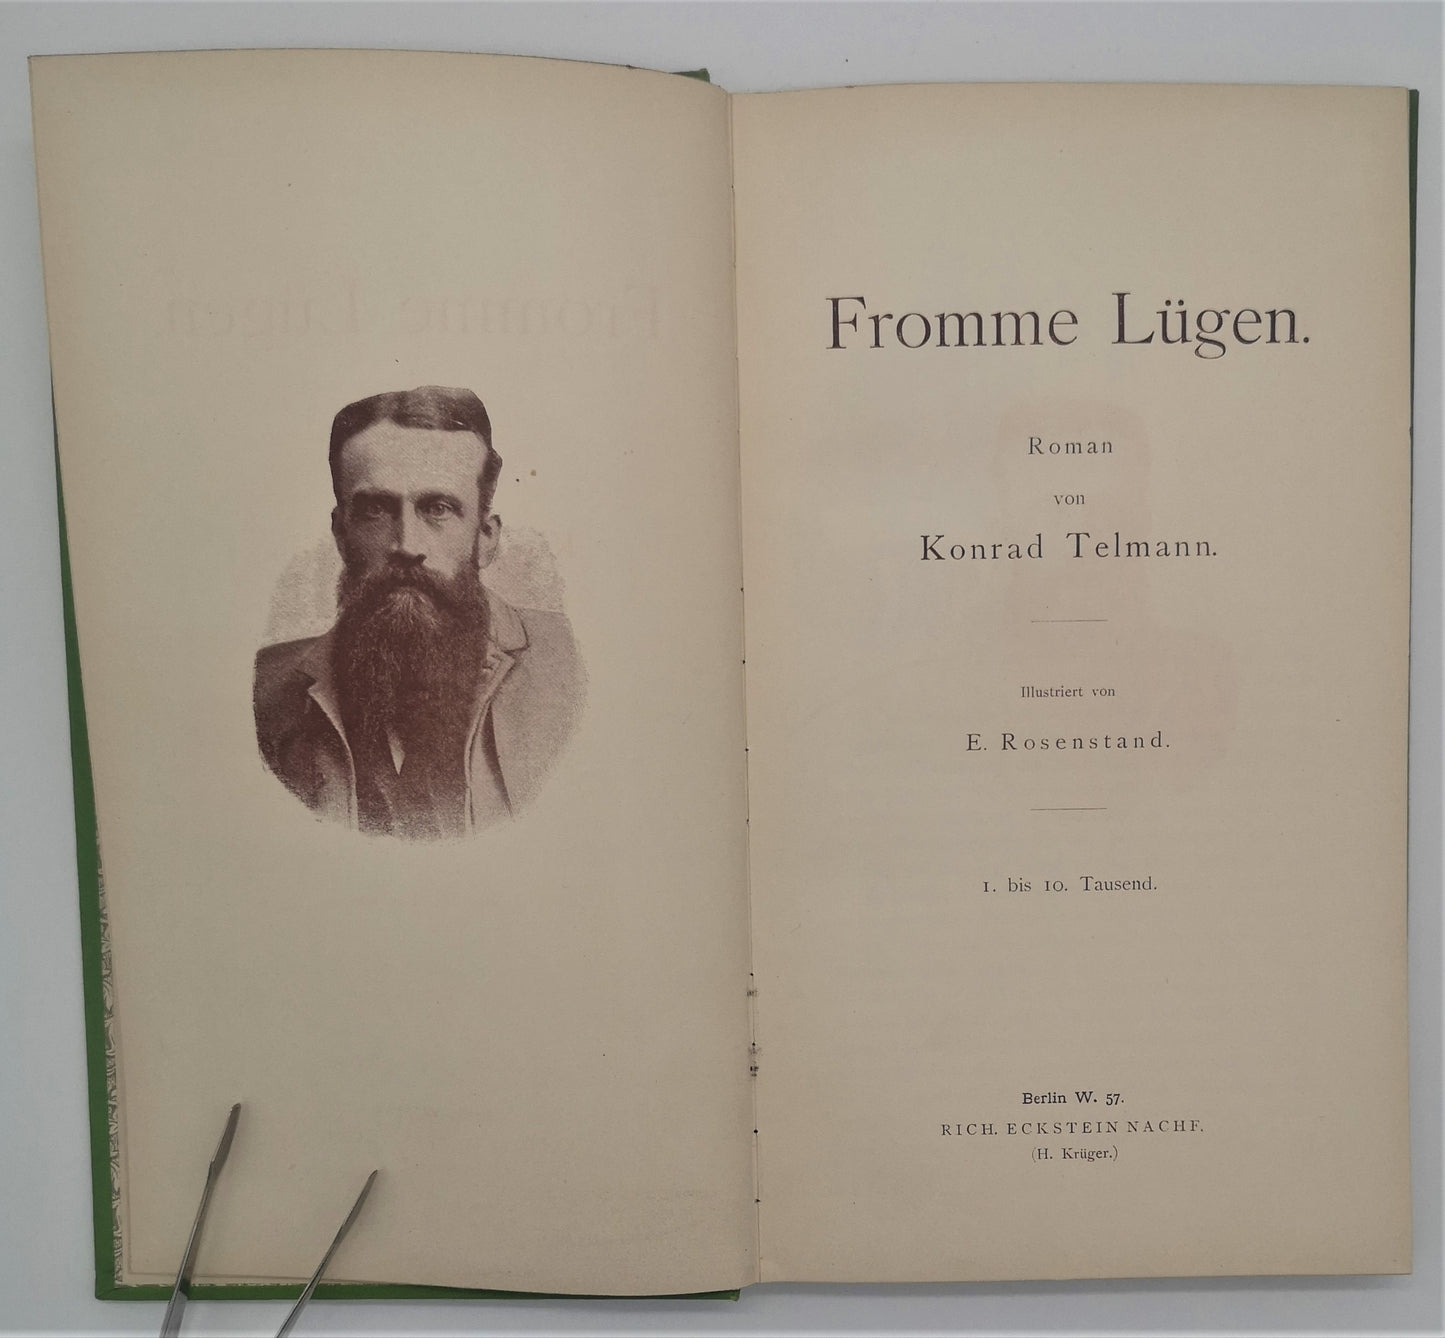 Fromme Lügen.
Roman
von
Konrad Telmann.
Illustriert von
E. Rosenstand.
1. bis 10. Tausend.
Berlin W. 57.
RICH. ECKSTEIN NACHF.
(H. Krüger.)